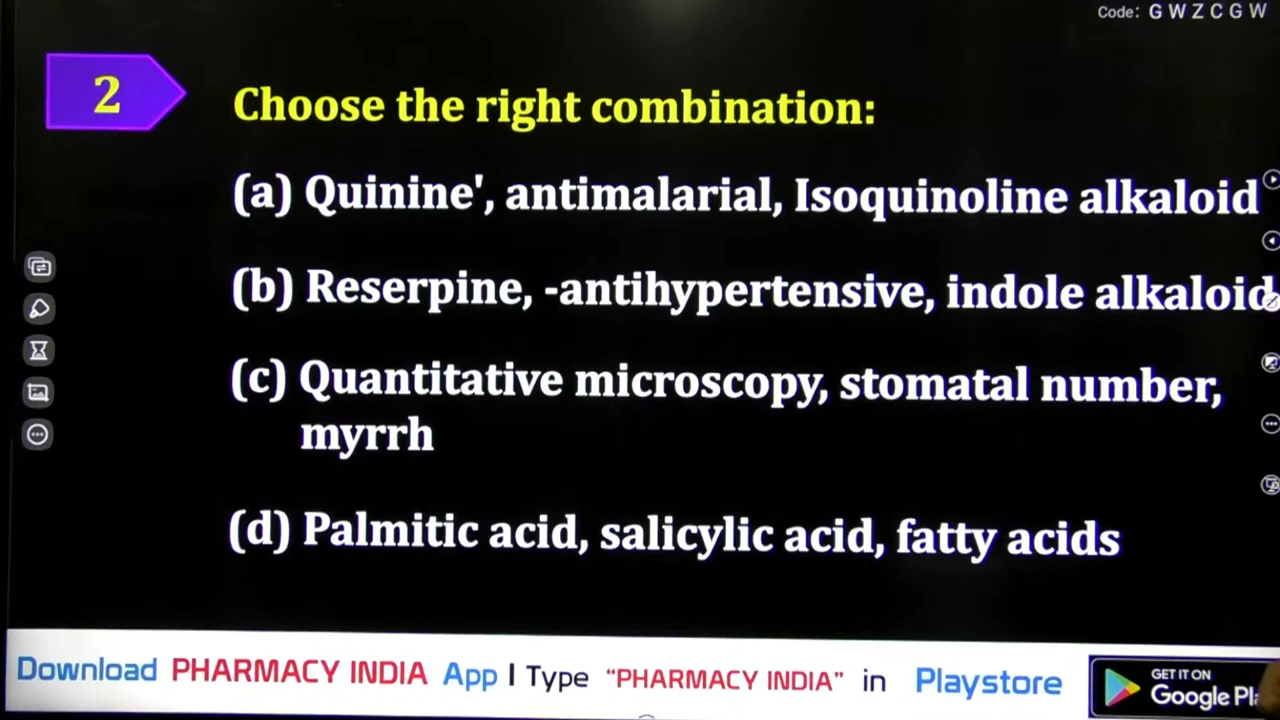 Code: G W Z C G W
2
Choose the right combination:
(a) Quinine', antimalarial, Isoquinoline alkaloid
(b) Reserpine, -antihypertensive, indole alkaloid
(c) Quantitative microscopy, stomatal number,
myrrh
(d) Palmitic acid, salicylic acid, fatty acids
Download PHARMACY INDIA App | Type “PHARMACY INDIA” in Playstore
GET IT ON
Google Pla